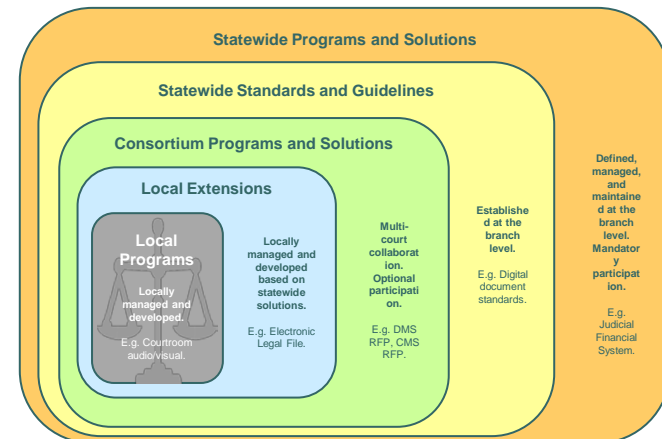 Statewide Programs and Solutions
Statewide Standards and Guidelines
Consortium Programs and Solutions
Local Extensions
Local
Programs
Locally
managed and
developed.
E.g. Courtroom
audio/visual.
Locally
managed and
developed
based on
statewide
solutions.
E.g. Electronic
Legal File.
Multi-
court
collaborat
ion.
Optional
participati
on.
E.g. DMS
RFP, CMS
RFP.
Establishe
d at the
branch
level.
E.g. Digital
document
standards.
Defined,
managed,
and
maintaine
d at the
branch
level.
Mandator
y
participat
ion.
E.g.
Judicial
Financial
System.